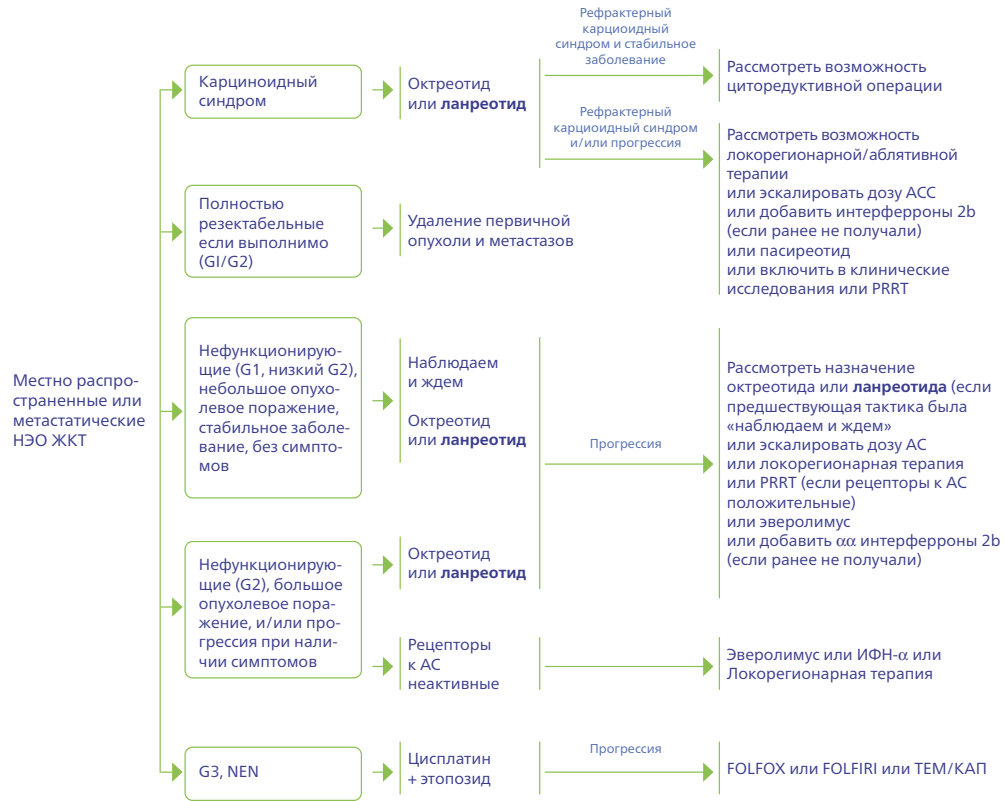 Местно распро-
страненные или
метастатические
НЭО ЖКТ
Карциноидный
синдром
Октреотид
или ланреотид
Рефрактерный
карциоидный
синдром и стабильное
заболевание
Рассмотреть возможность
циторедуктивной операции
Рефрактерный
карциоидный синдром
и/или прогрессия
Рассмотреть возможность
локорегионарной/аблятивной
терапии
или эскалировать дозу АСС
или добавить интерферроны 2b
(если ранее не получали)
или пасиреотид
или включить в клинические
исследования или PRRT
Полностью
резектабельные
если выполнимо
(GI/G2)
Удаление первичной
опухоли и метастазов
Нефункционирую-
щие (G1, низкий G2),
небольшое опухо-
левое поражение,
стабильное заболе-
вание, без симпто-
мов
Наблюдаем
и ждем
Октреотид
или ланреотид
Прогрессия
Рассмотреть назначение
октреотида или ланреотида (если
предшествующая тактика была
«наблюдаем и ждем»
или эскалировать дозу АС
или локорегионарная терапия
или PRRT (если рецепторы к АС
положительные)
или эверолимус
или добавить αα интерферроны 2b
(если ранее не получали)
Нефункционирую-
щие (G2), большое
опухолевое пора-
жение, и/или про-
грессия при нали-
чии симптомов
Октреотид
или ланреотид
Рецепторы
к АС
неактивные
Эверолимус или ИФН-α или
Локорегионарная терапия
G3, NEN
Цисплатин
+ этопозид
Прогрессия
FOLFOX или FOLFIRI или ТЕМ/КАП